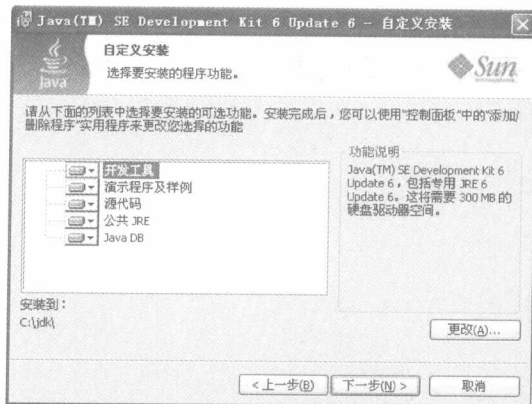 Java(TM) SE Development Kit 6 Update 6 - 自定义安装
自定义安装
选择要安装的程序功能。
Java
Sun
请从下面的列表中选择要安装的可选功能。安装完成后，您可以使用"控制面板"中的"添加/
删除程序"实用程序来更改您选择的功能
开发工具
演示程序及样例
源代码
公共 JRE
Java DB
功能说明
Java(TM) SE Development Kit 6
Update 6，包括专用 JRE 6
Update 6。这将需要 300 MB 的
硬盘驱动器空间。
安装到：
C:\jdk\
更改(A)...
<上一步(B)
下一步(N) >
取消